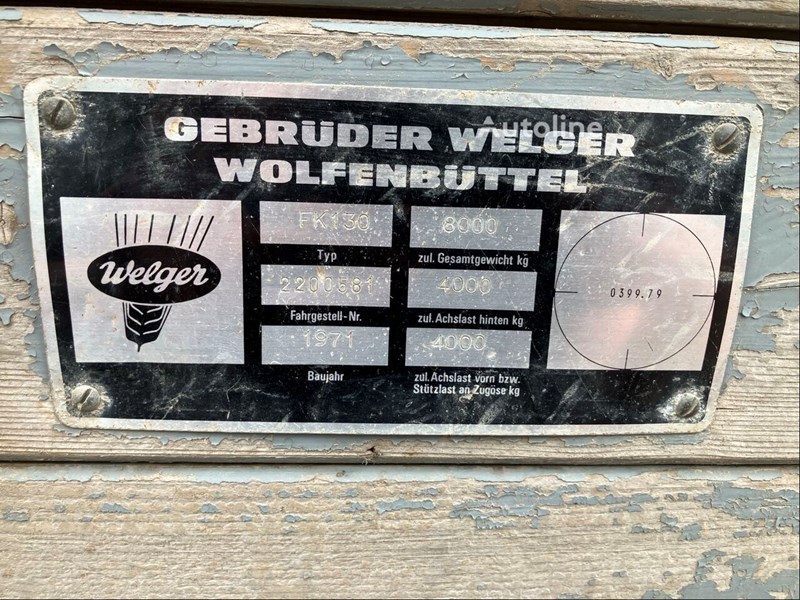 GEBRÜDER WELGER
Autoline
WOLFENBÜTTEL
Welger
FK130
Typ
2200581
Fahrgestell-Nr.
1971
Baujahr
8000
zul. Gesamtgewicht kg
4000
zul. Achslast hinten kg
4000
zul. Achslast vorn bzw.
Stützlast an Zugöse kg
0399.79